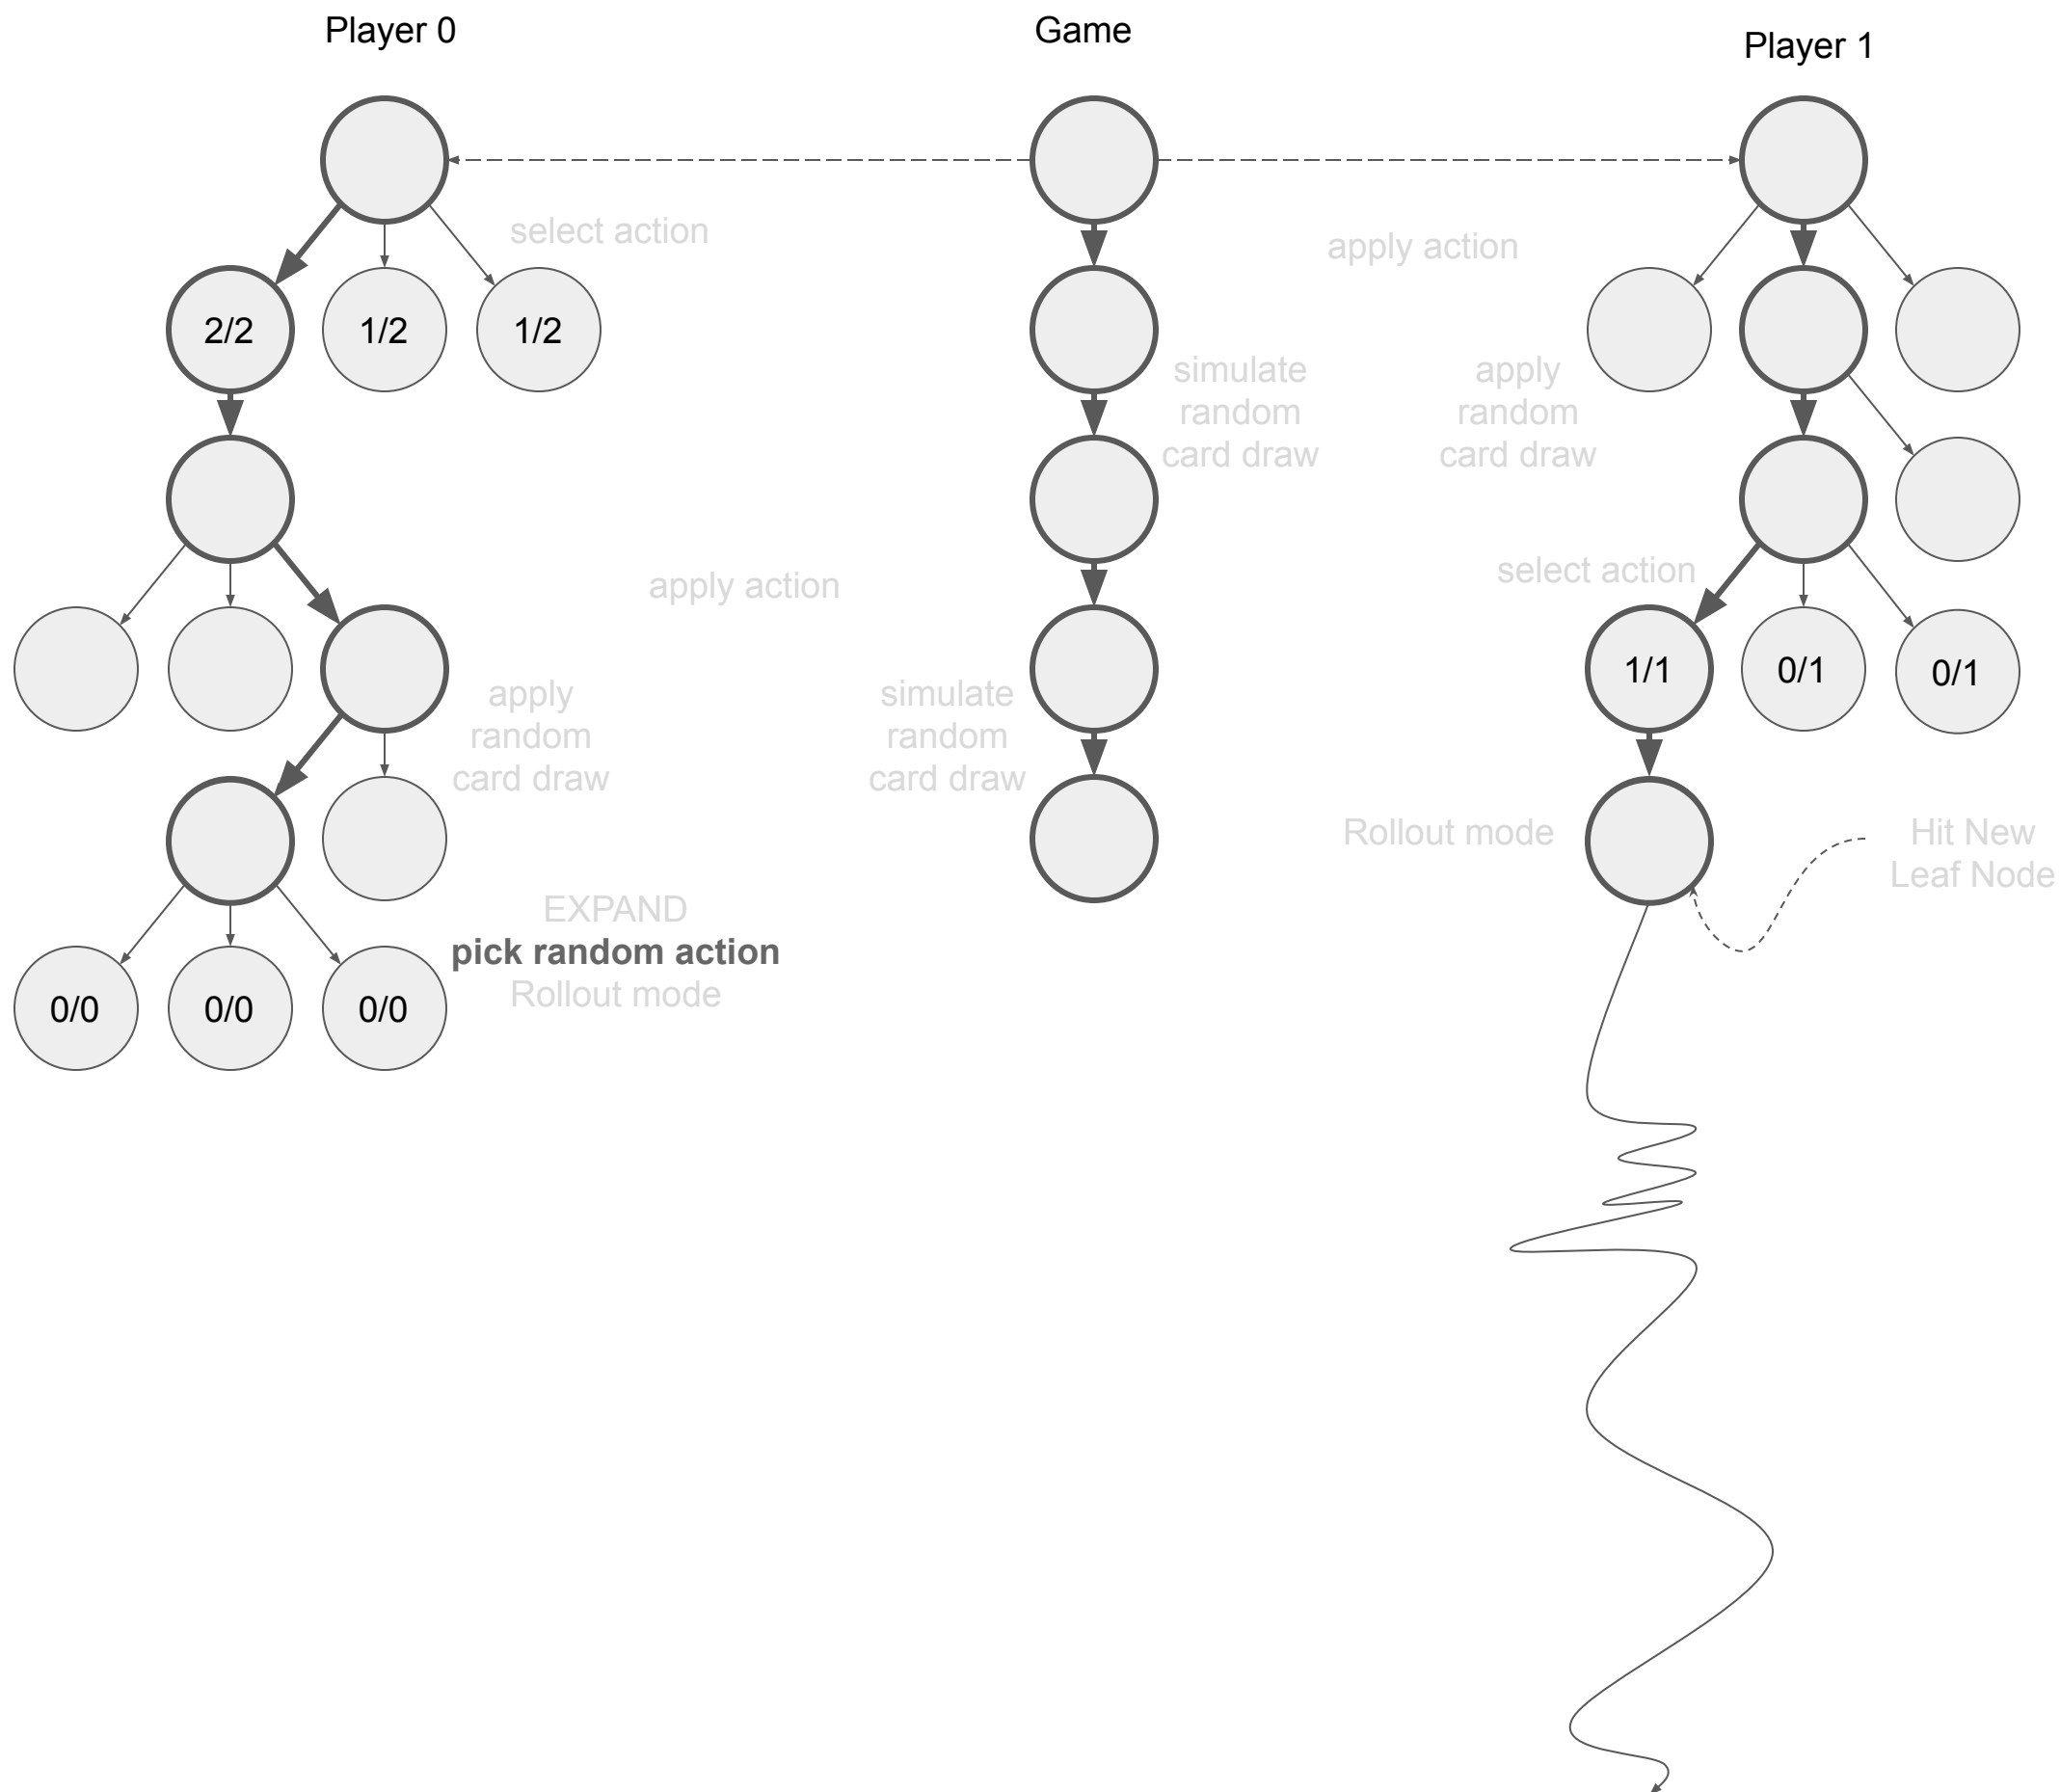 Player 0
Game
Player 1
select action
apply action
2/2
1/2
1/2
simulate
random
card draw
apply
random
card draw
apply action
select action
1/1
0/1
0/1
apply
random
card draw
simulate
random
card draw
Rollout mode
Hit New
Leaf Node
EXPAND
pick random action
Rollout mode
0/0
0/0
0/0